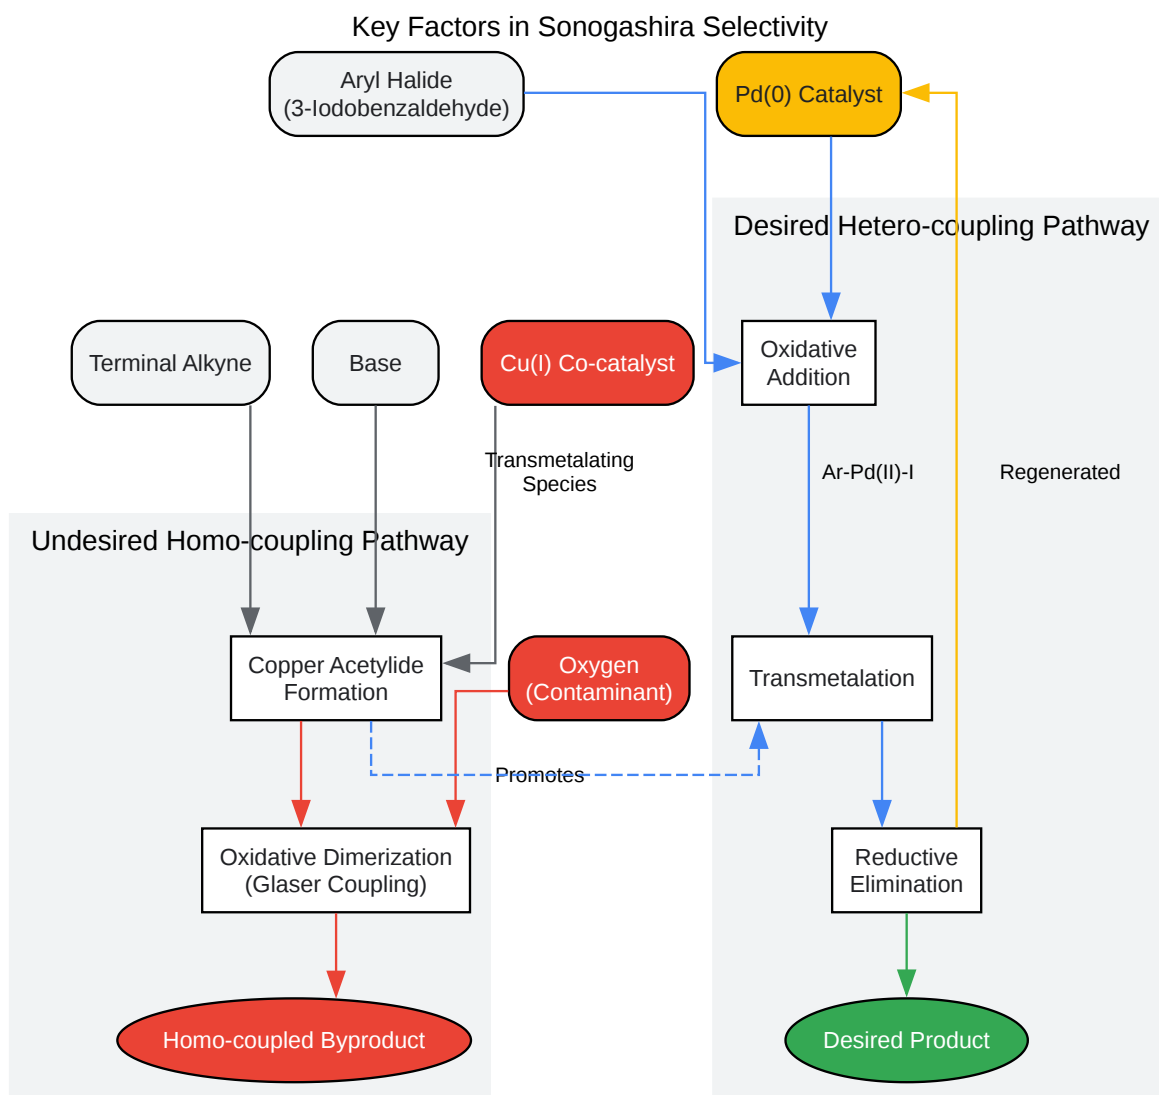 Key Factors in Sonogashira Selectivity
Aryl Halide
(3-Iodobenzaldehyde)
Pd(0) Catalyst
Desired Hetero-coupling Pathway
Terminal Alkyne
Base
Cu(I) Co-catalyst
Oxidative
Addition
Transmetalating
Species
Ar-Pd(II)-I
Regenerated
Undesired Homo-coupling Pathway
Copper Acetylide
Formation
Oxygen
(Contaminant)
Transmetalation
Promotes
Oxidative Dimerization
(Glaser Coupling)
Reductive
Elimination
Homo-coupled Byproduct
Desired Product